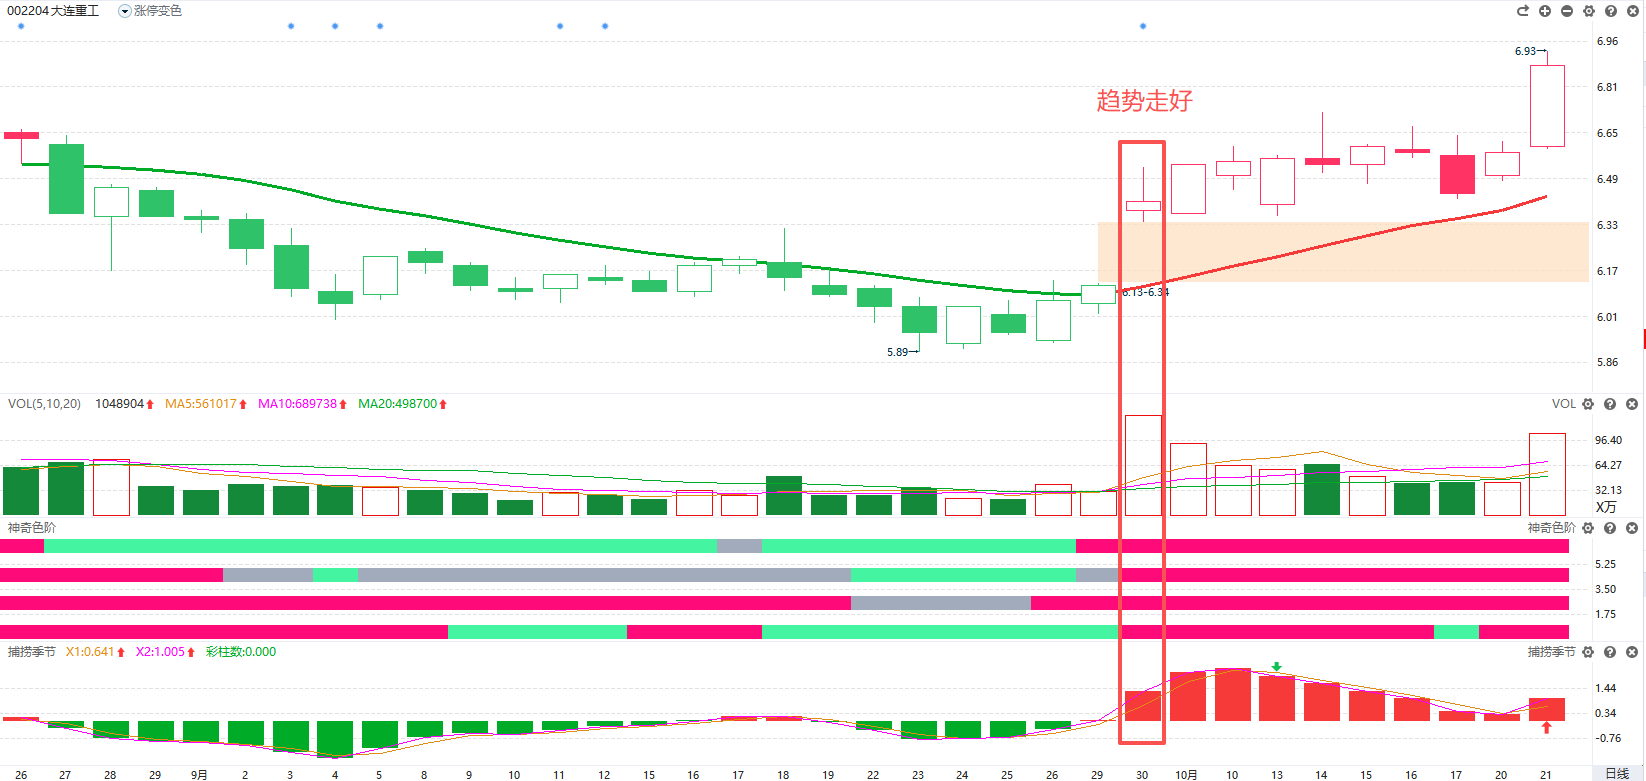 002204 大连重工 涨停变色
6.96
6.93→
6.81
趋势走好
6.65
6.49
6.33
6.17
6.13-6.34
6.01
5.89→
5.86
VOL(5,10,20) 1048904 MA5:561017 MA10:689738 MA20:498700 VOL
96.40
64.27
32.13
X万
神奇色阶 神奇色阶
5.25
3.50
1.75
捕捞季节 X1:0.641 X2:1.005 彩柱数:0.000 捕捞季节
1.44
0.34
-0.76
26 27 28 29 9月 2 3 4 5 8 9 10 11 12 15 16 17 18 19 22 23 24 25 26 29 30 10月 10 13 14 15 16 17 20 21 日线